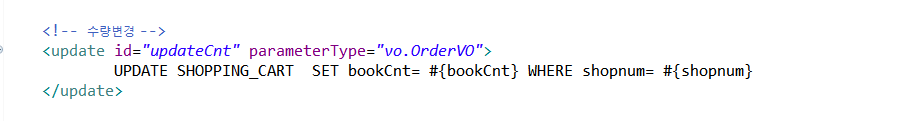 <!-- 수량변경 -->
<update id="updateCnt" parameterType="vo.OrderVO">
UPDATE SHOPPING_CART  SET bookCnt= #{bookCnt} WHERE shopnum= #{shopnum}
</update>